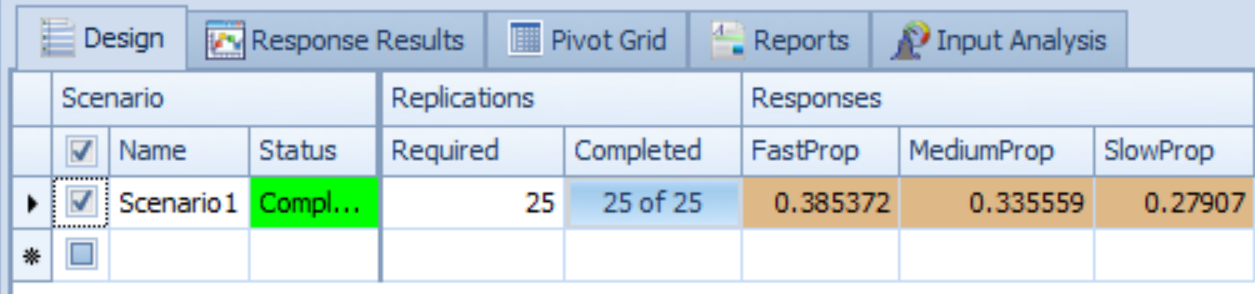 Design Response Results Pivot Grid Reports Input Analysis
Scenario Replications Responses
Name Status Required Completed FastProp MediumProp SlowProp
Scenario1 Compl... 25 25 of 25 0.385372 0.335559 0.27907